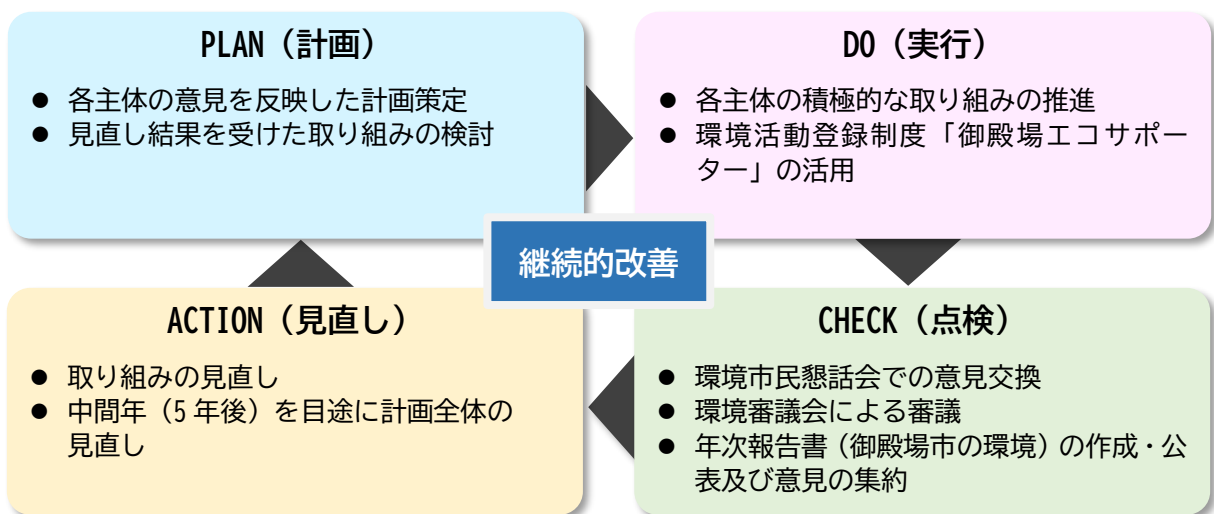 PLAN（計画）
● 各主体の意見を反映した計画策定
● 見直し結果を受けた取り組みの検討
DO（実行）
● 各主体の積極的な取り組みの推進
● 環境活動登録制度「御殿場エコサポー
ター」の活用
継続的改善
ACTION（見直し）
● 取り組みの見直し
● 中間年（5年後）を目途に計画全体の
見直し
CHECK（点検）
● 環境市民懇話会での意見交換
● 環境審議会による審議
● 年次報告書（御殿場市の環境）の作成・公
表及び意見の集約